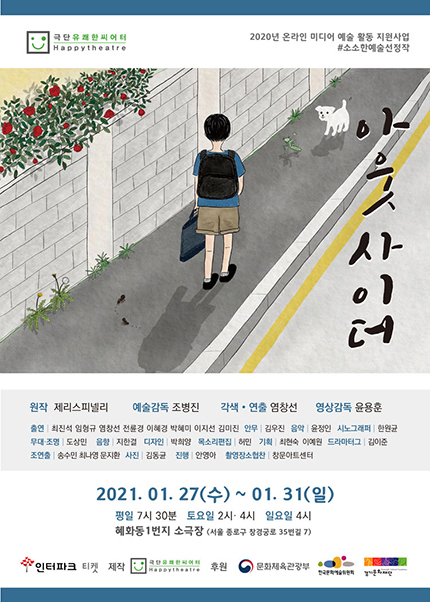 극단유쾌한씨어터
Happytheatre
2020년 온라인 미디어 예술 활동 지원사업
#소소한예술선정작
아웃사이더
원작 제리스피넬리 예술감독 조병진 각색·연출 염창선 영상감독 윤용훈
출연 | 최진석 임형규 염창선 전윤경 이혜경 박혜미 이지선 김미진 안무 | 김우진 음악 | 윤정인 시노그래퍼 | 한원균
무대·조명 | 도상민 음향 | 지한결 디자인 | 박희양 목소리편집 | 허민 기획 | 최현숙 이예원 드라마터그 | 김이준
조연출 | 송수민 최나영 문지환 사진 | 김동균 진행 | 안영아 촬영장소협찬 | 창문아트센터
2021. 01. 27(수) ~ 01. 31(일)
평일 7시 30분 토요일 2시· 4시 일요일 4시
혜화동1번지 소극장 (서울 종로구 창경궁로 35번길 7)
인터파크 티켓 제작 극단유쾌한씨어터 Happytheatre 후원 문화체육관광부 한국문화예술위원회 경기문화재단